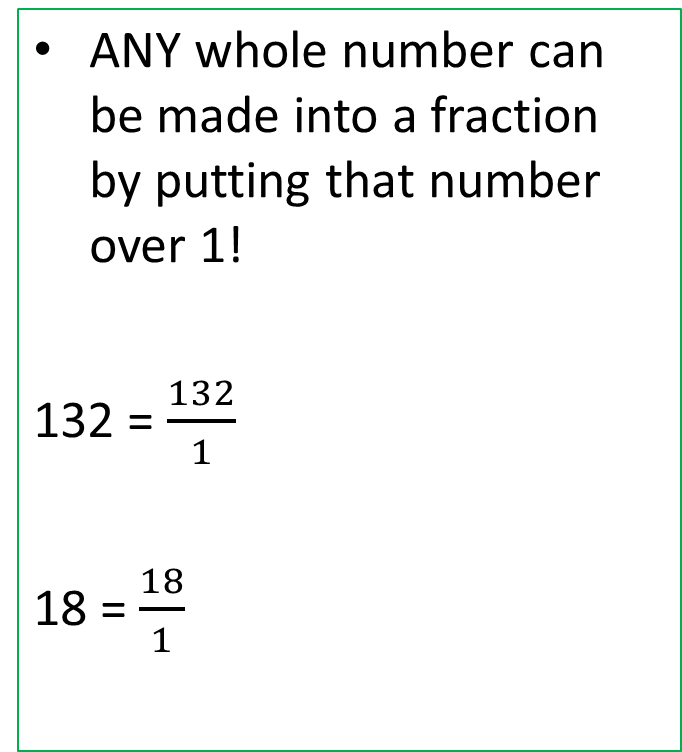 • ANY whole number can
be made into a fraction
by putting that number
over 1!
132 = 132/1
18 = 18/1